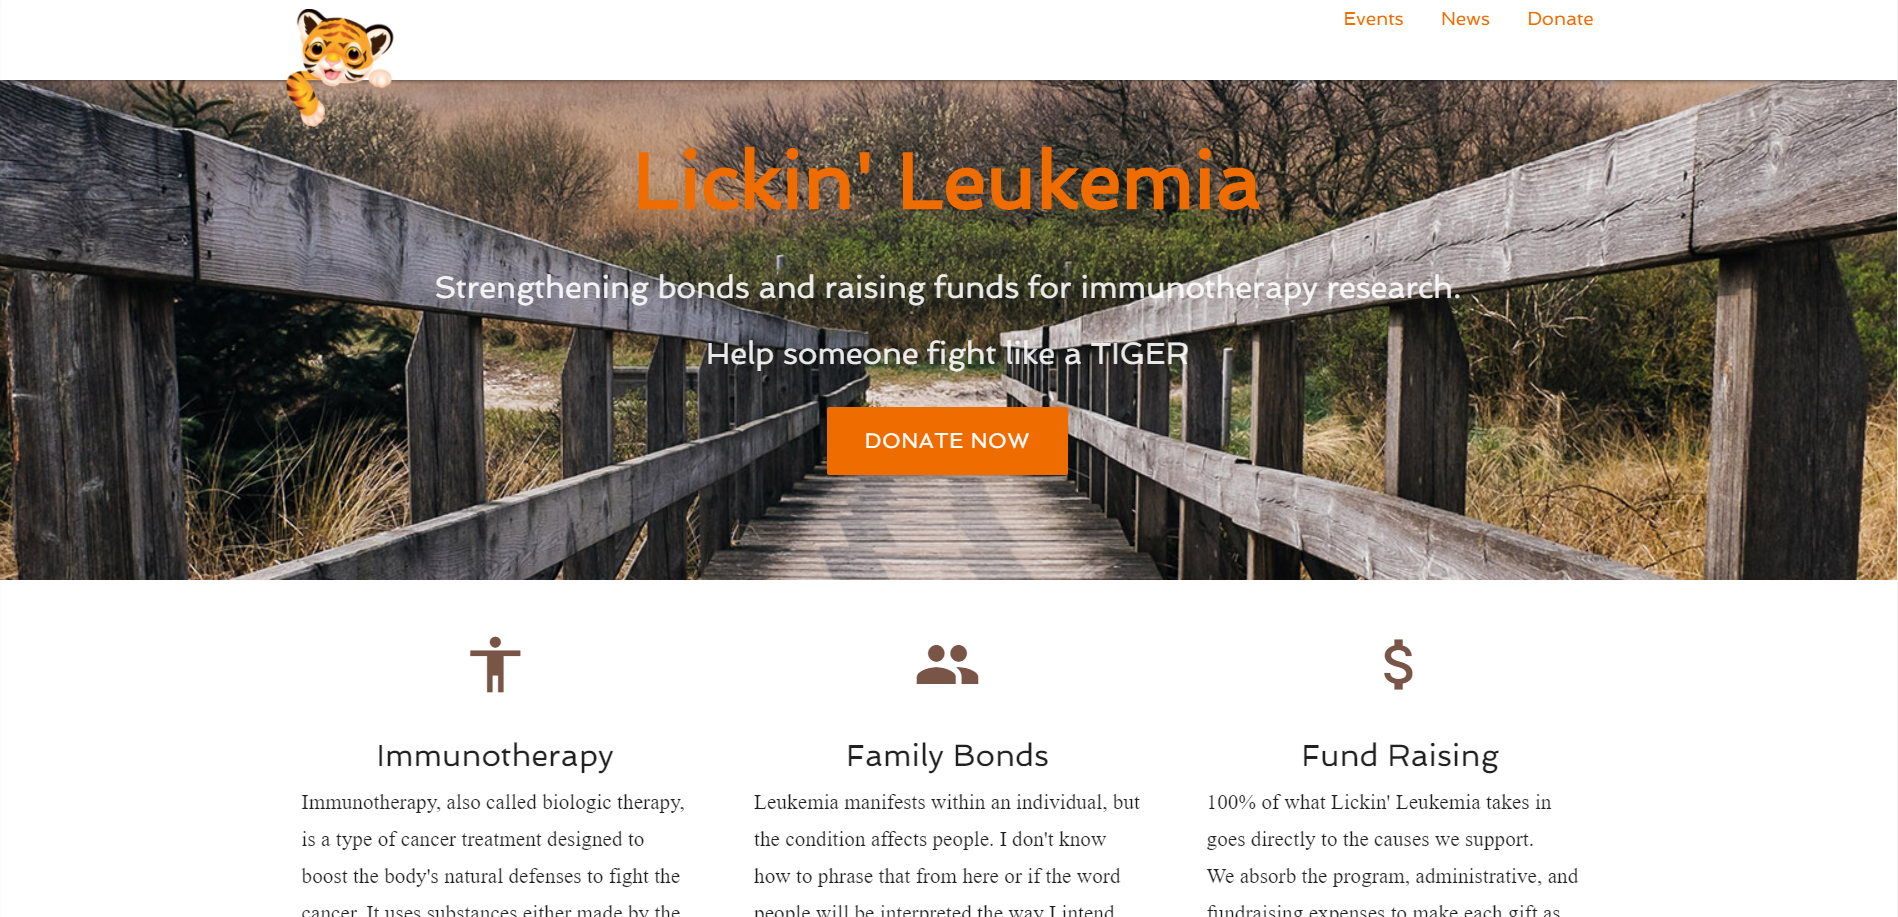 Events News Donate
Lickin' Leukemia
Strengthening bonds and raising funds for immunotherapy research.
Help someone fight like a TIGER
DONATE NOW
Immunotherapy
Immunotherapy, also called biologic therapy,
is a type of cancer treatment designed to
boost the body's natural defenses to fight the
cancer. It uses substances either made by the
Family Bonds
Leukemia manifests within an individual, but
the condition affects people. I don't know
how to phrase that from here or if the word
people will be interpreted the way I intend
Fund Raising
100% of what Lickin' Leukemia takes in
goes directly to the causes we support.
We absorb the program, administrative, and
fundraising expenses to make each gift as